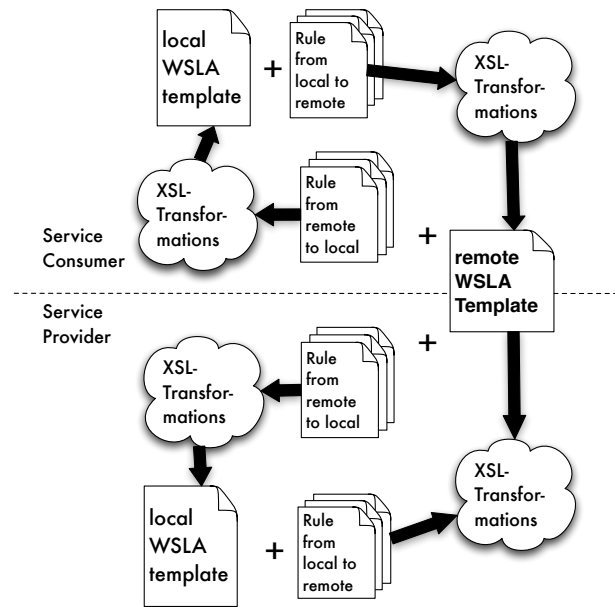 local
WSLA
template
+
Rule
from
local to
remote
XSL-
Transfor-
mations
XSL-
Transfor-
mations
Rule
from
remote
to local
+
Service
Consumer
remote
WSLA
Template
Service
Provider
+
XSL-
Transfor-
mations
Rule
from
remote
to local
local
WSLA
template
+
Rule
from
local to
remote
XSL-
Transfor-
mations